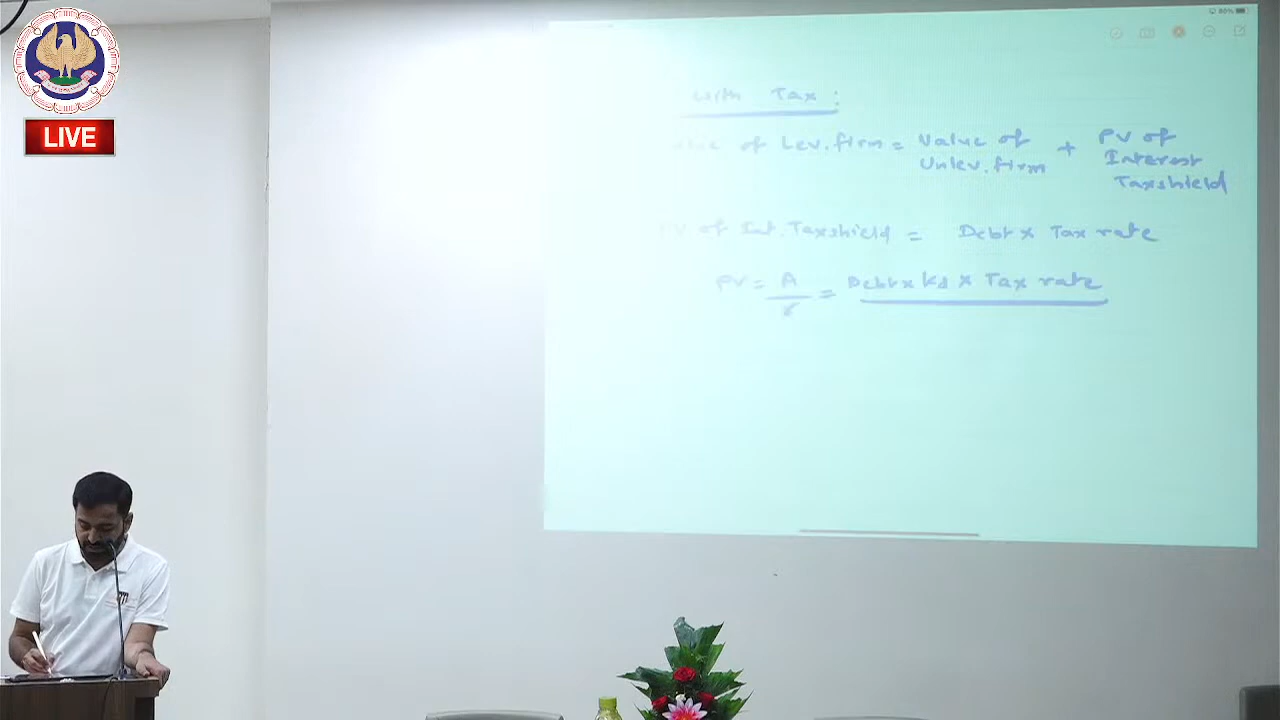 80%
LIVE
with Tax :
of Lev.firm = Value of Unlev.firm + PV of Interest Taxshield
of Int.Taxshield = Debt x Tax rate
PV = A/r = Debt x Kd x Tax rate